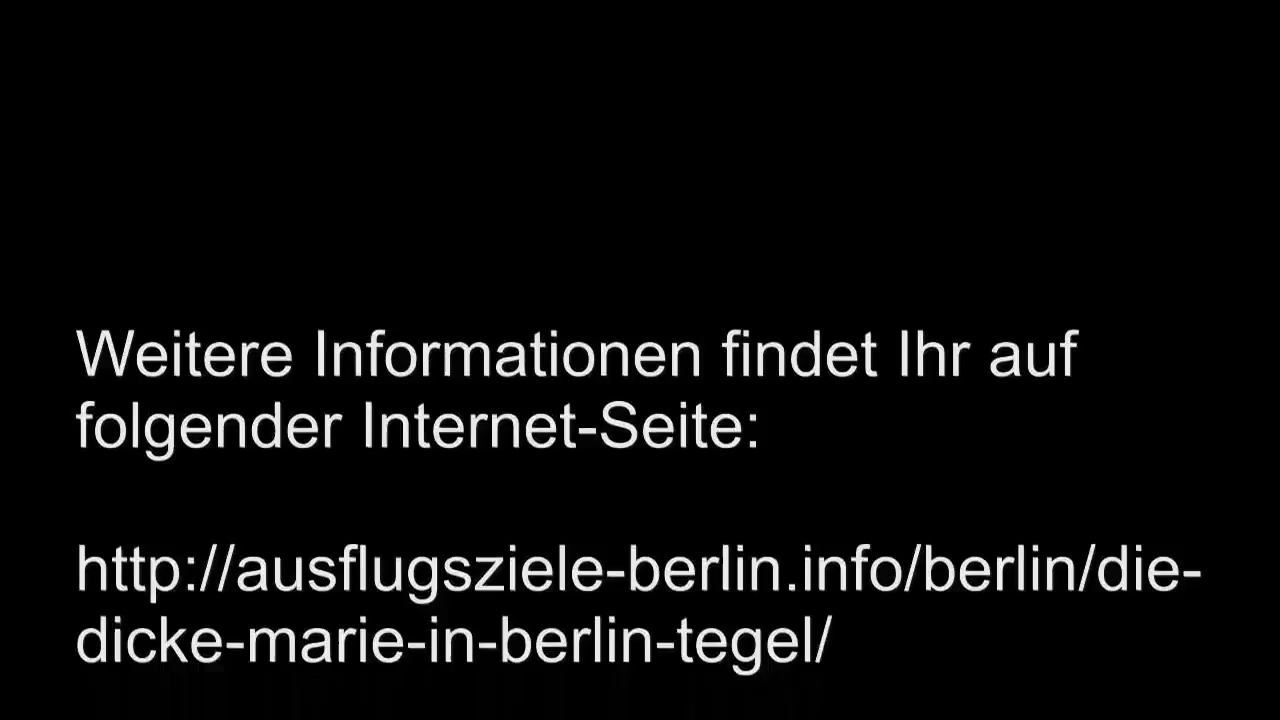 Weitere Informationen findet Ihr auf
folgender Internet-Seite:
http://ausflugsziele-berlin.info/berlin/die-
dicke-marie-in-berlin-tegel/